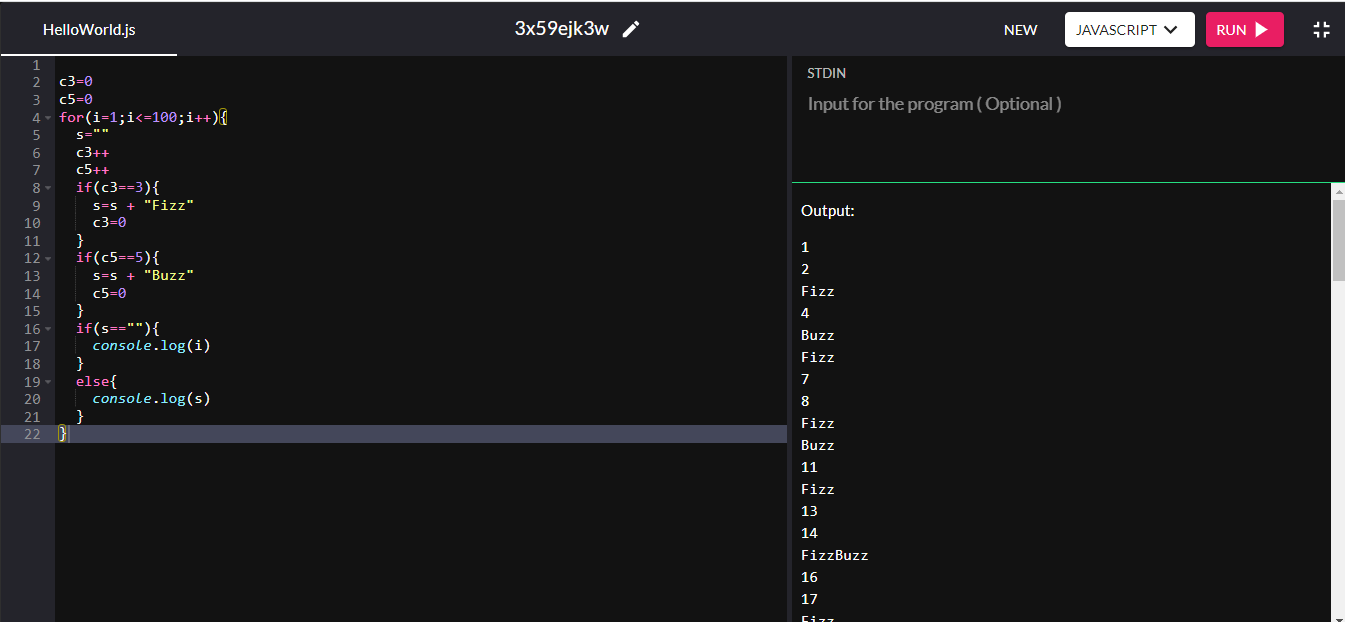 HelloWorld.js
3x59ejk3w
NEW
JAVASCRIPT
RUN
1
2 c3=0
3 c5=0
4 for(i=1;i<=100;i++){
5   s=""
6   c3++
7   c5++
8   if(c3==3){
9     s=s + "Fizz"
10     c3=0
11   }
12   if(c5==5){
13     s=s + "Buzz"
14     c5=0
15   }
16   if(s==""){
17     console.log(i)
18   }
19   else{
20     console.log(s)
21   }
22 }
STDIN
Input for the program ( Optional )
Output:
1
2
Fizz
4
Buzz
Fizz
7
8
Fizz
Buzz
11
Fizz
13
14
FizzBuzz
16
17
Fizz